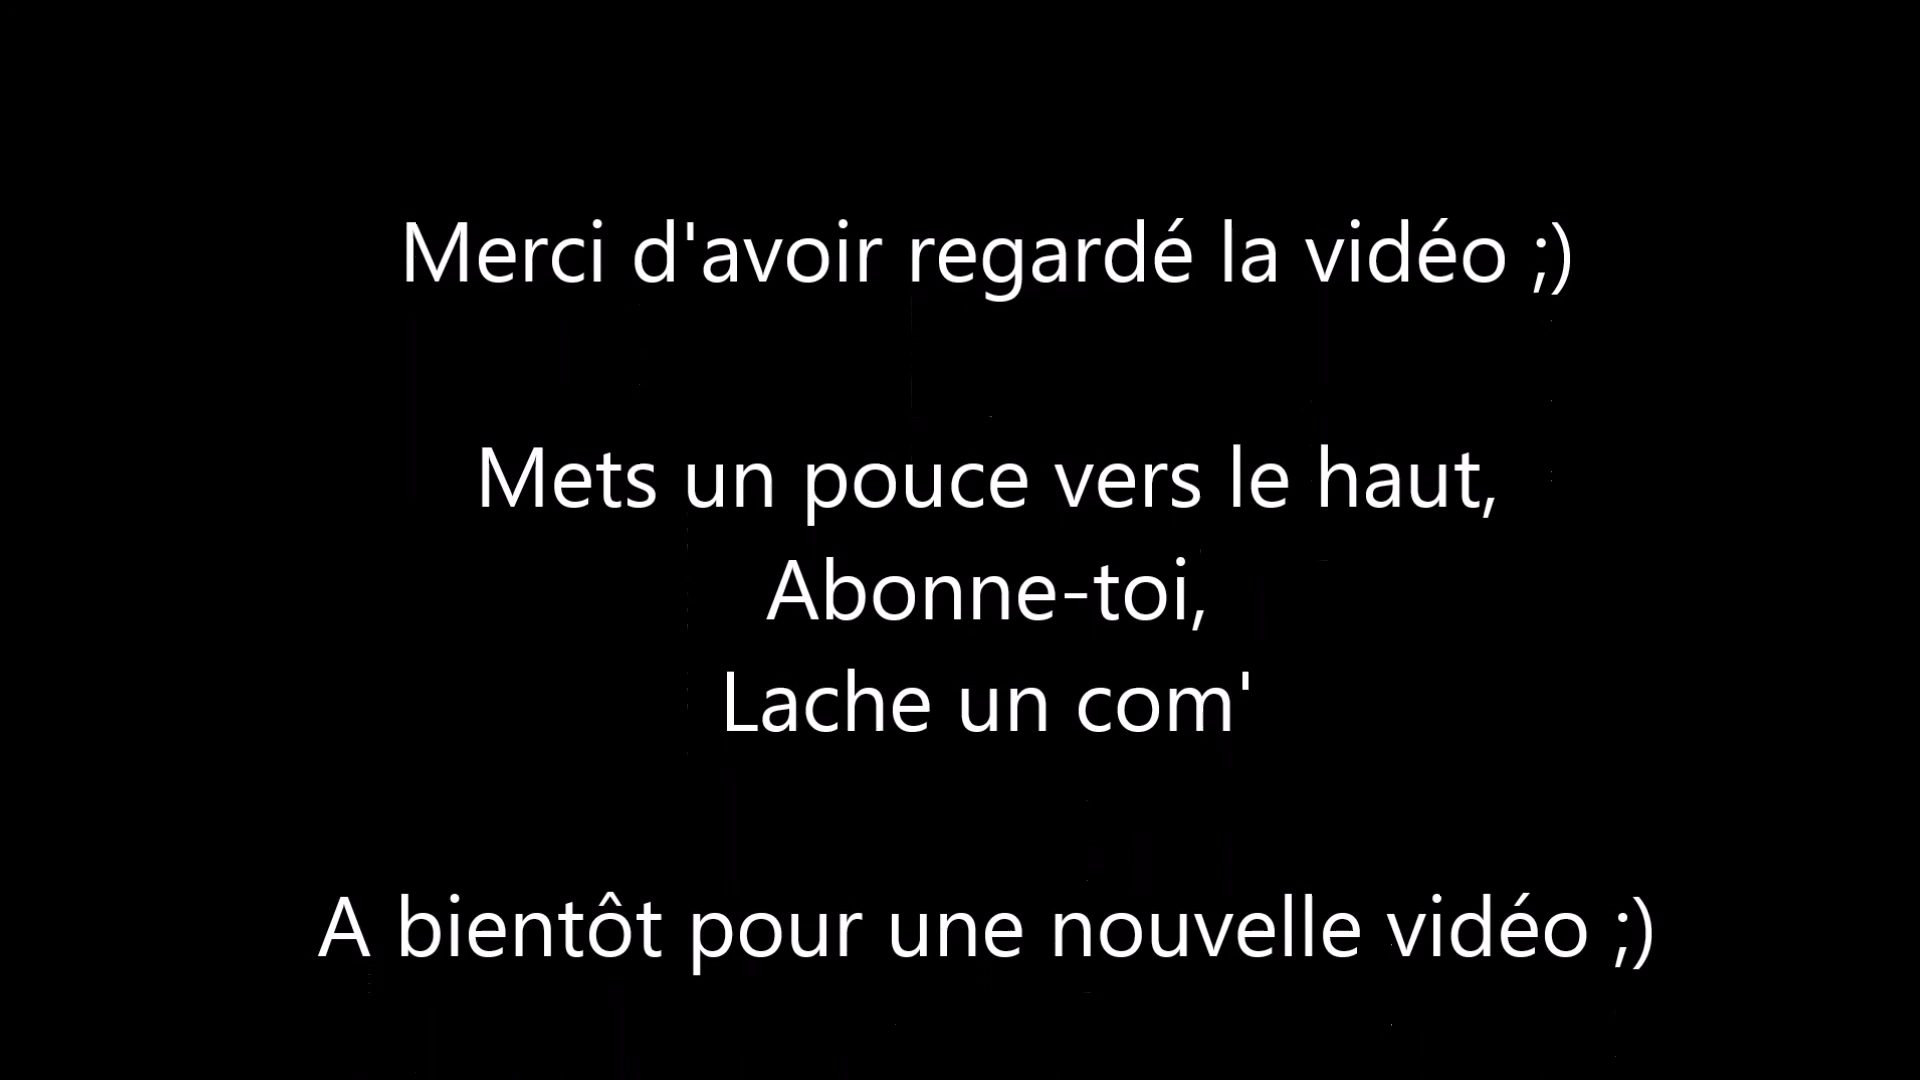 Merci d'avoir regardé la vidéo ;)
Mets un pouce vers le haut,
Abonne-toi,
Lache un com'
A bientôt pour une nouvelle vidéo ;)